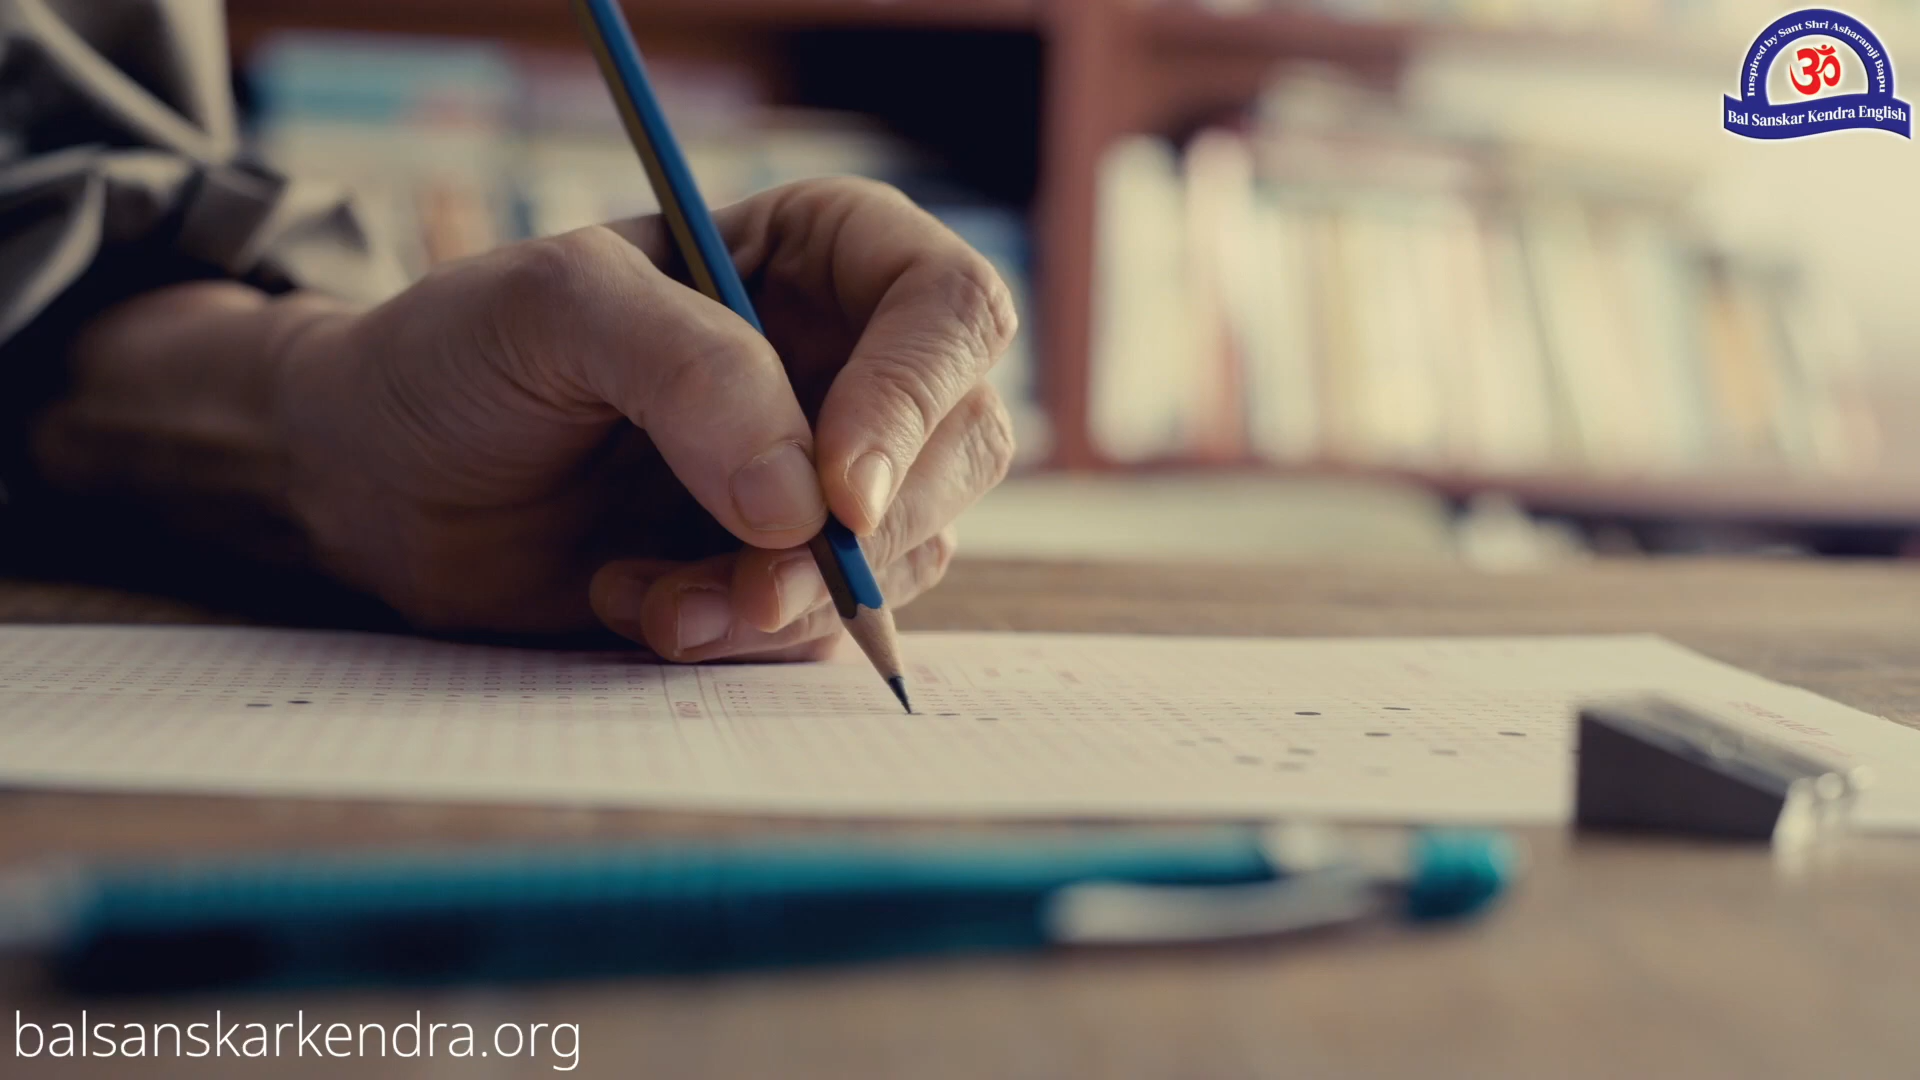 Inspired by Sant Shri Asharamji Bapu
ॐ
Bal Sanskar Kendra English
balsanskarkendra.org